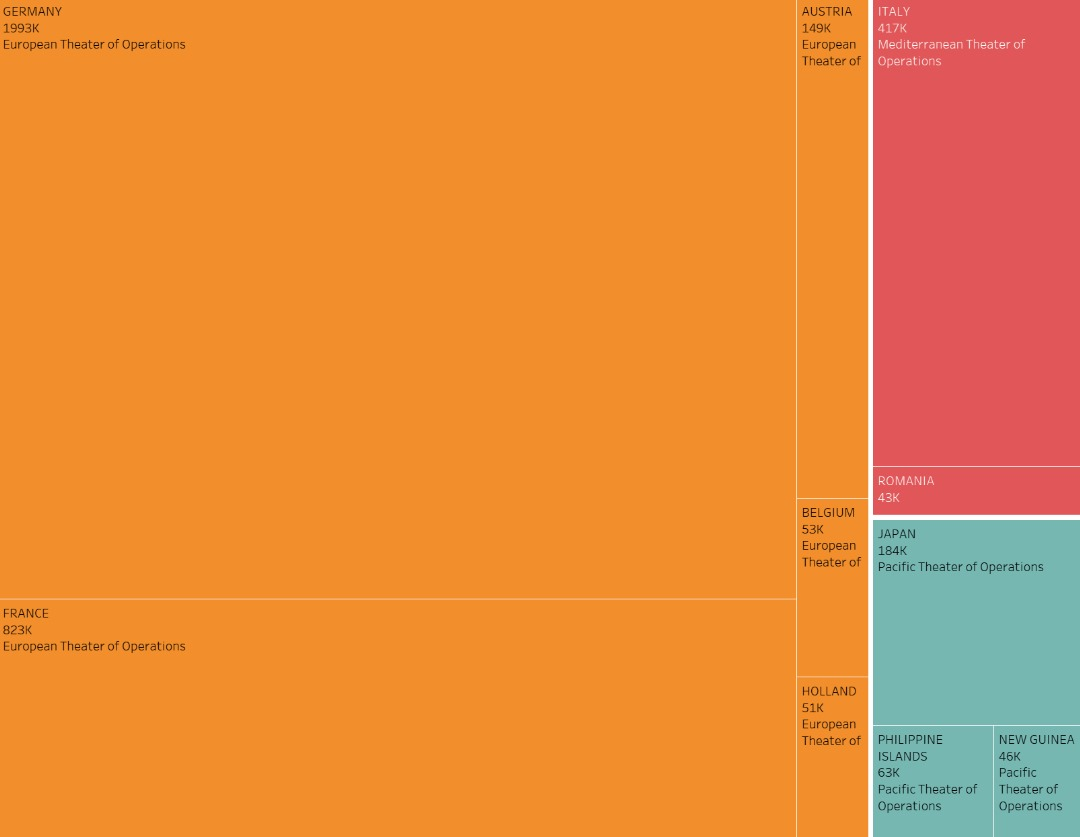 GERMANY
1993K
European Theater of Operations
FRANCE
823K
European Theater of Operations
AUSTRIA
149K
European
Theater of
BELGIUM
53K
European
Theater of
HOLLAND
51K
European
Theater of
ITALY
417K
Mediterranean Theater of
Operations
ROMANIA
43K
JAPAN
184K
Pacific Theater of Operations
PHILIPPINE
ISLANDS
63K
Pacific Theater of
Operations
NEW GUINEA
46K
Pacific
Theater of
Operations